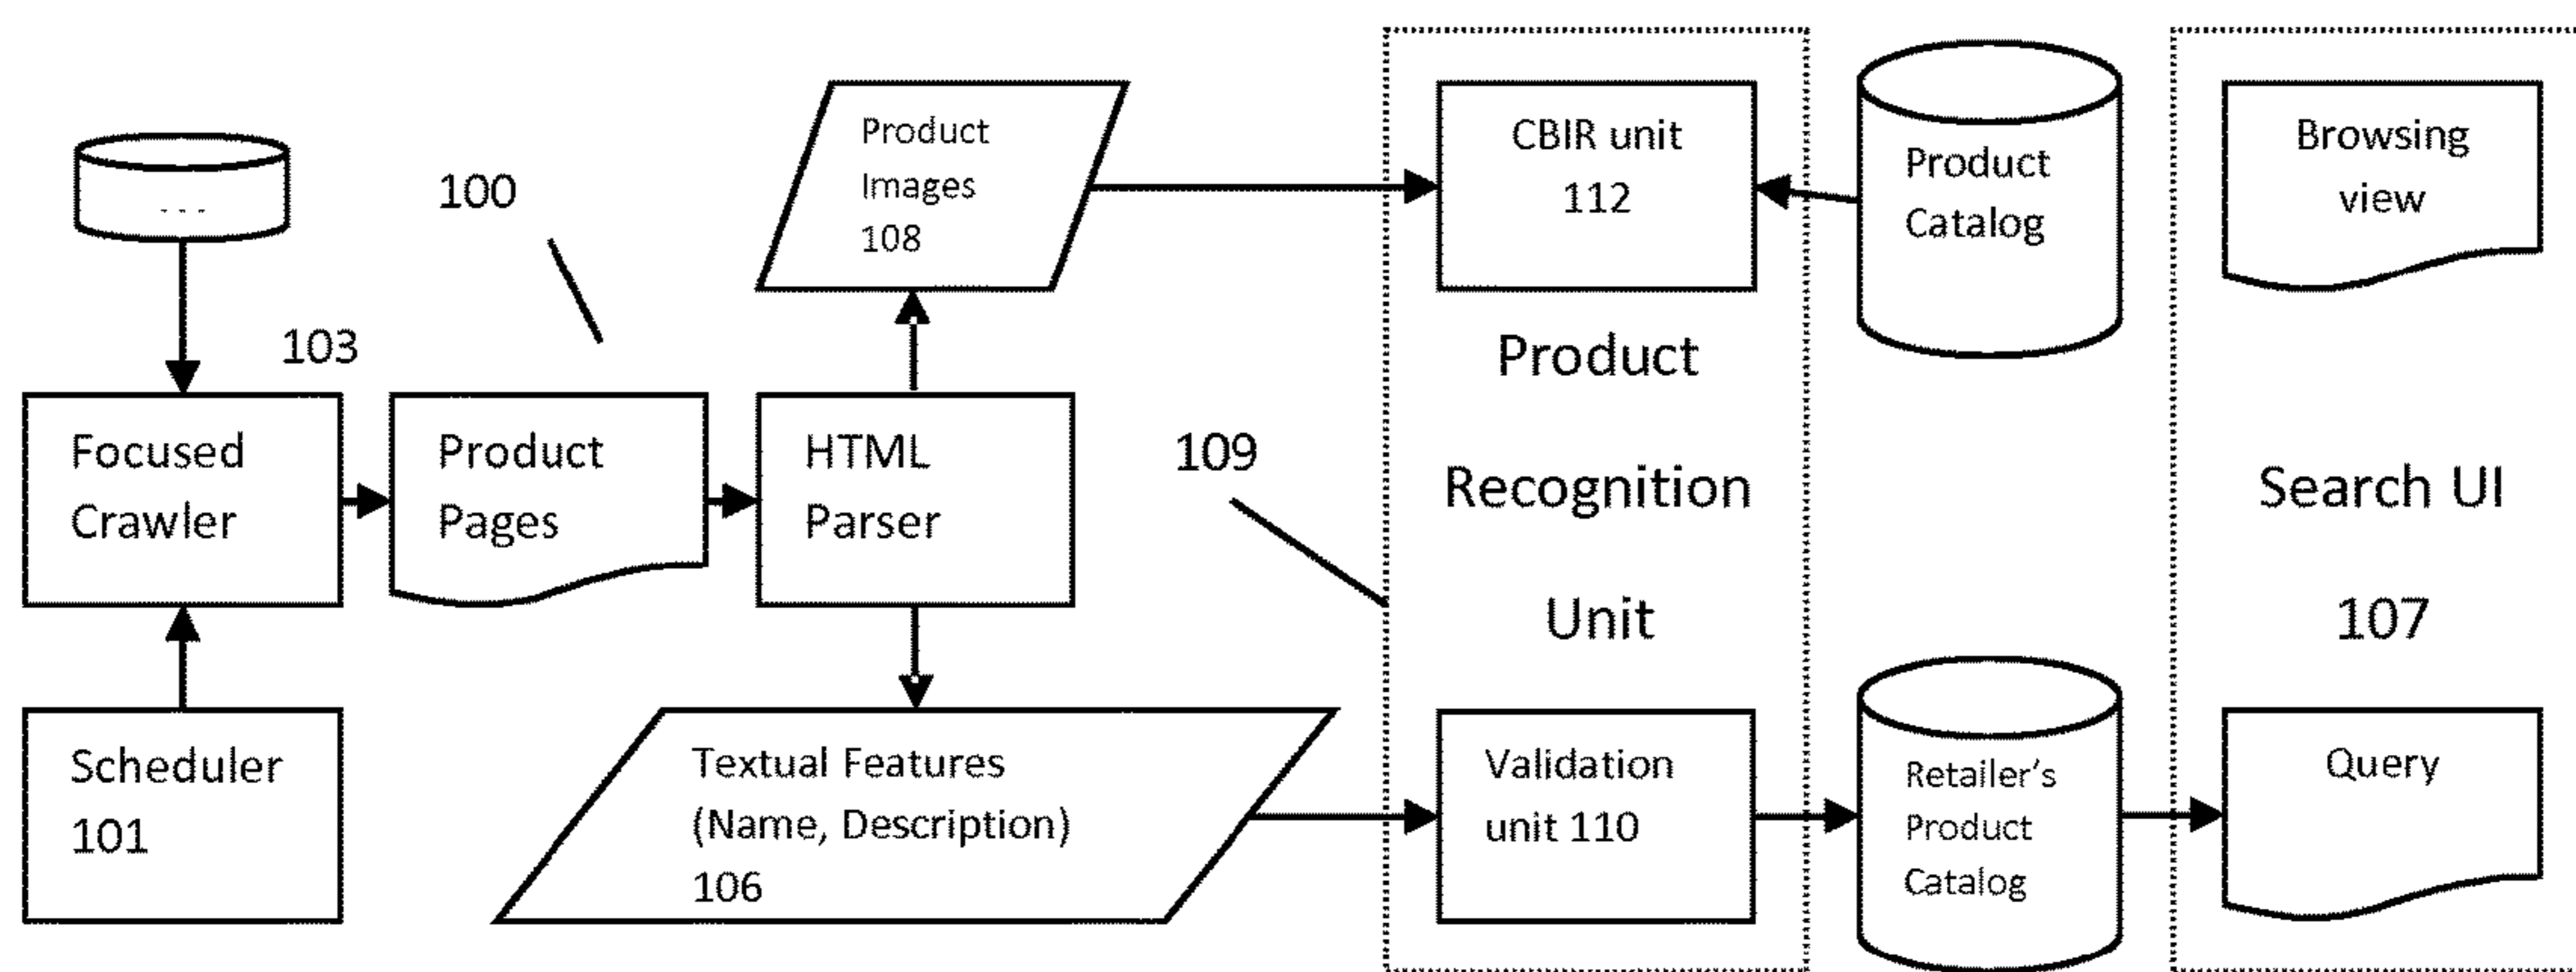 ...
100
103
Focused
Crawler
Scheduler
101
Product
Pages
HTML
Parser
Product
Images
108
Textual Features
(Name, Description)
106
109
CBIR unit
112
Product
Recognition
Unit
Validation
unit 110
Product
Catalog
Retailer's
Product
Catalog
Browsing
view
Search UI
107
Query